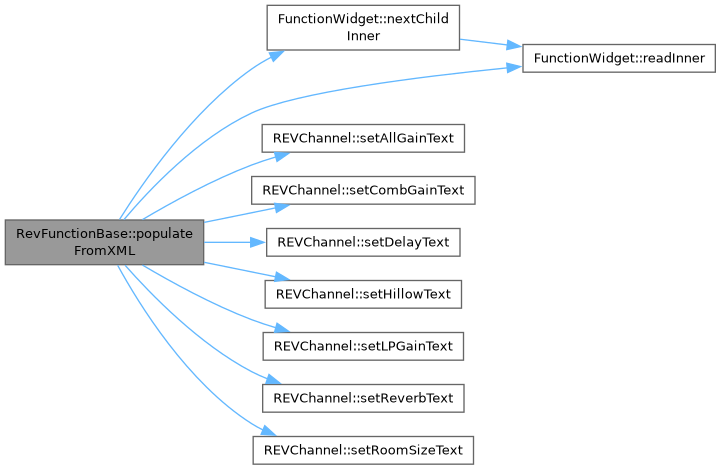 FunctionWidget::nextChild
Inner
FunctionWidget::readInner
REVChannel::setAllGainText
REVChannel::setCombGainText
RevFunctionBase::populate
FromXML
REVChannel::setDelayText
REVChannel::setHillowText
REVChannel::setLPGainText
REVChannel::setReverbText
REVChannel::setRoomSizeText